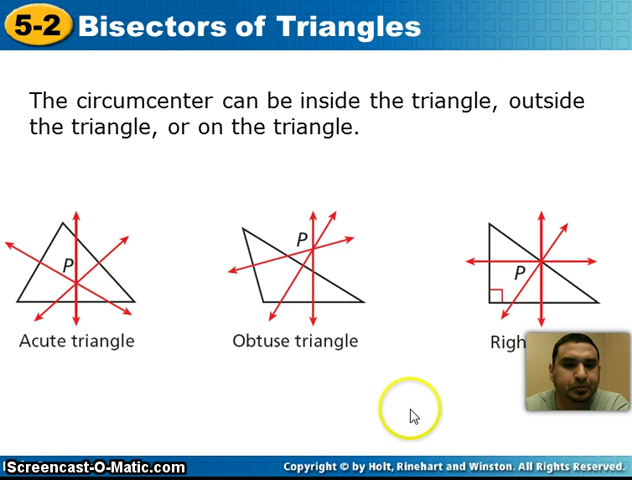 5-2 Bisectors of Triangles
The circumcenter can be inside the triangle, outside
the triangle, or on the triangle.
P
P
P
Acute triangle
Obtuse triangle
Screencast-O-Matic.com
Copyright © by Holt, Rinehart and Winston. All Rights Reserved.